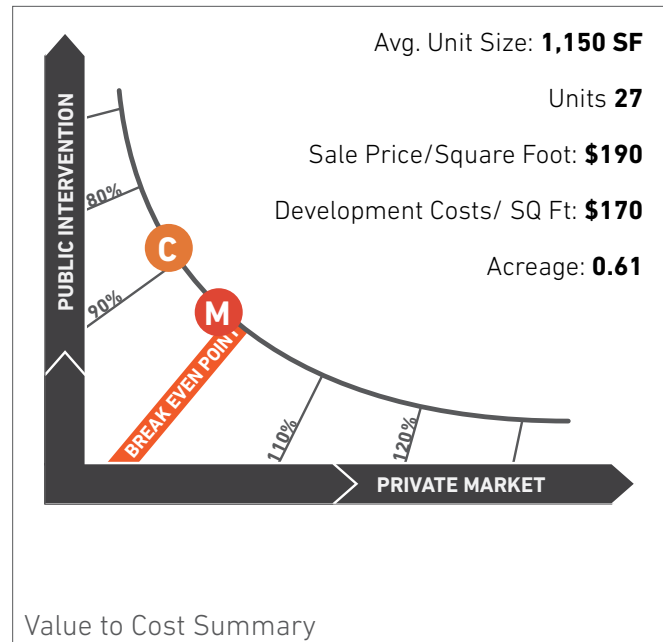 Avg. Unit Size: 1,150 SF
Units 27
Sale Price/Square Foot: $190
Development Costs/ SQ Ft: $170
Acreage: 0.61
PUBLIC INTERVENTION
80%
90%
C
M
BREAK EVEN POINT
110%
120%
PRIVATE MARKET
Value to Cost Summary